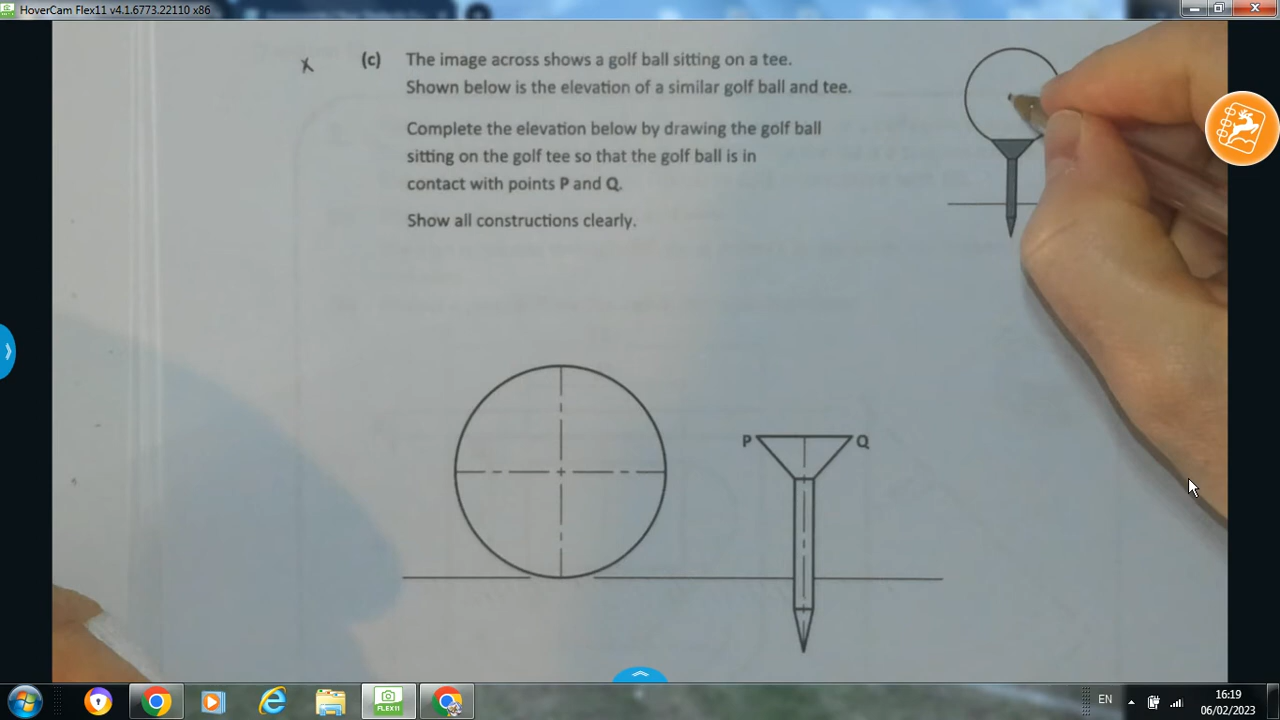 HoverCam Flex11 v4.1.6773.22110 x86
x (c) The image across shows a golf ball sitting on a tee.
Shown below is the elevation of a similar golf ball and tee.
Complete the elevation below by drawing the golf ball
sitting on the golf tee so that the golf ball is in
contact with points P and Q.
Show all constructions clearly.
P Q
FLEX11
EN
16:19
06/02/2023